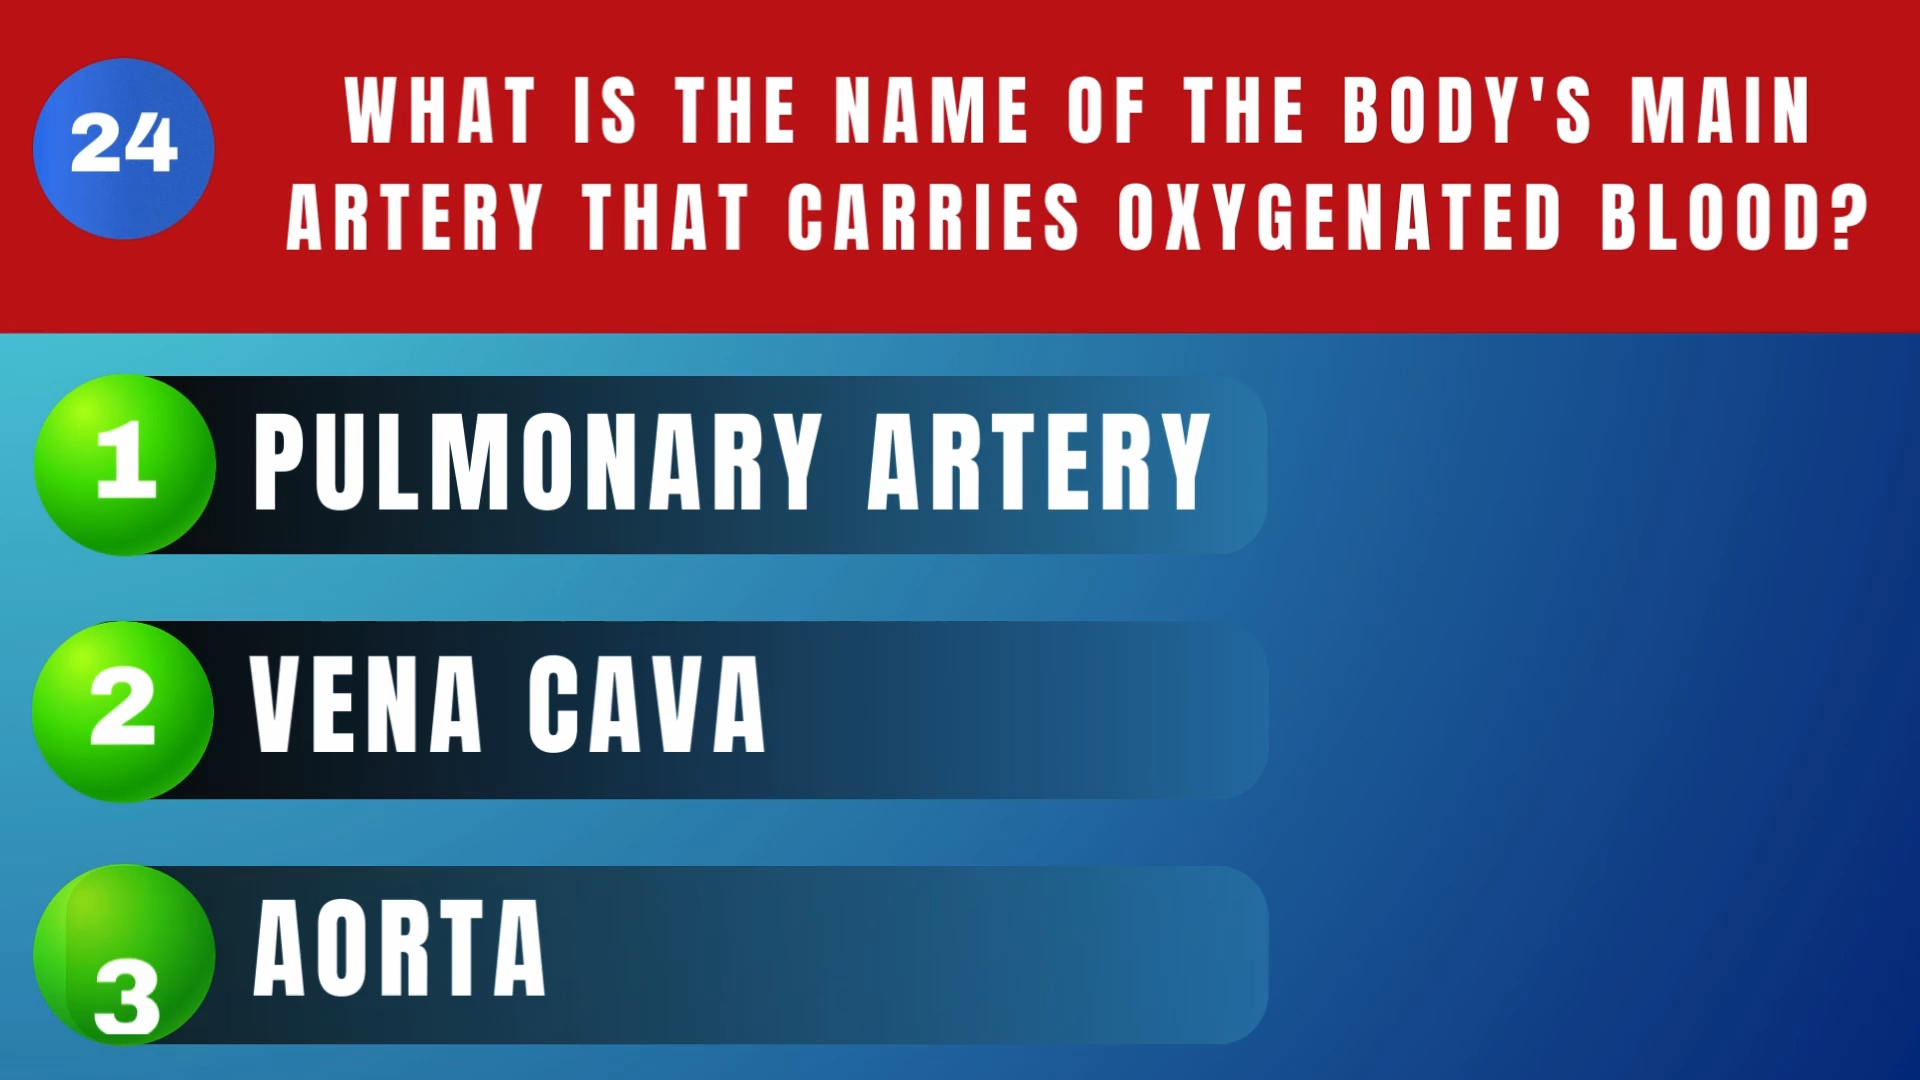 24
WHAT IS THE NAME OF THE BODY'S MAIN
ARTERY THAT CARRIES OXYGENATED BLOOD?
1 PULMONARY ARTERY
2 VENA CAVA
3 AORTA